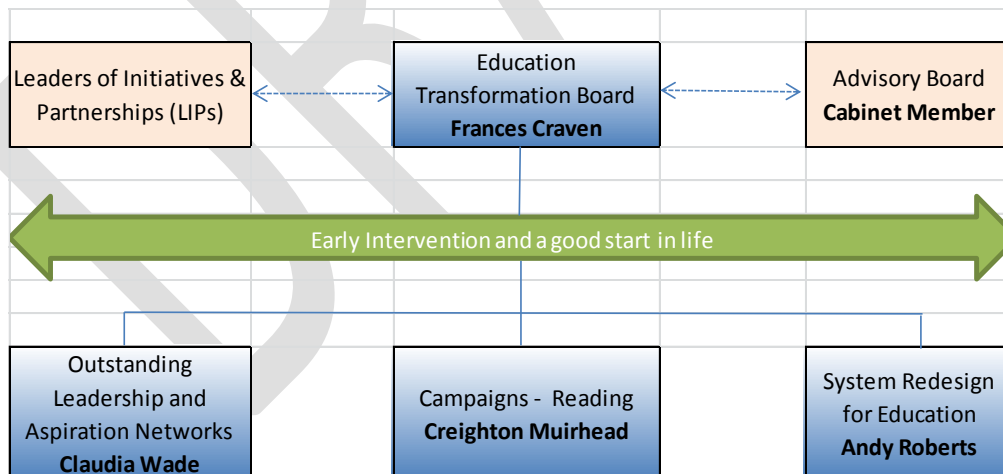 Leaders of Initiatives &
Partnerships (LIPs)
Education
Transformation Board
Frances Craven
Advisory Board
Cabinet Member
Early Intervention and a good start in life
Outstanding
Leadership and
Aspiration Networks
Claudia Wade
Campaigns - Reading
Creighton Muirhead
System Redesign
for Education
Andy Roberts